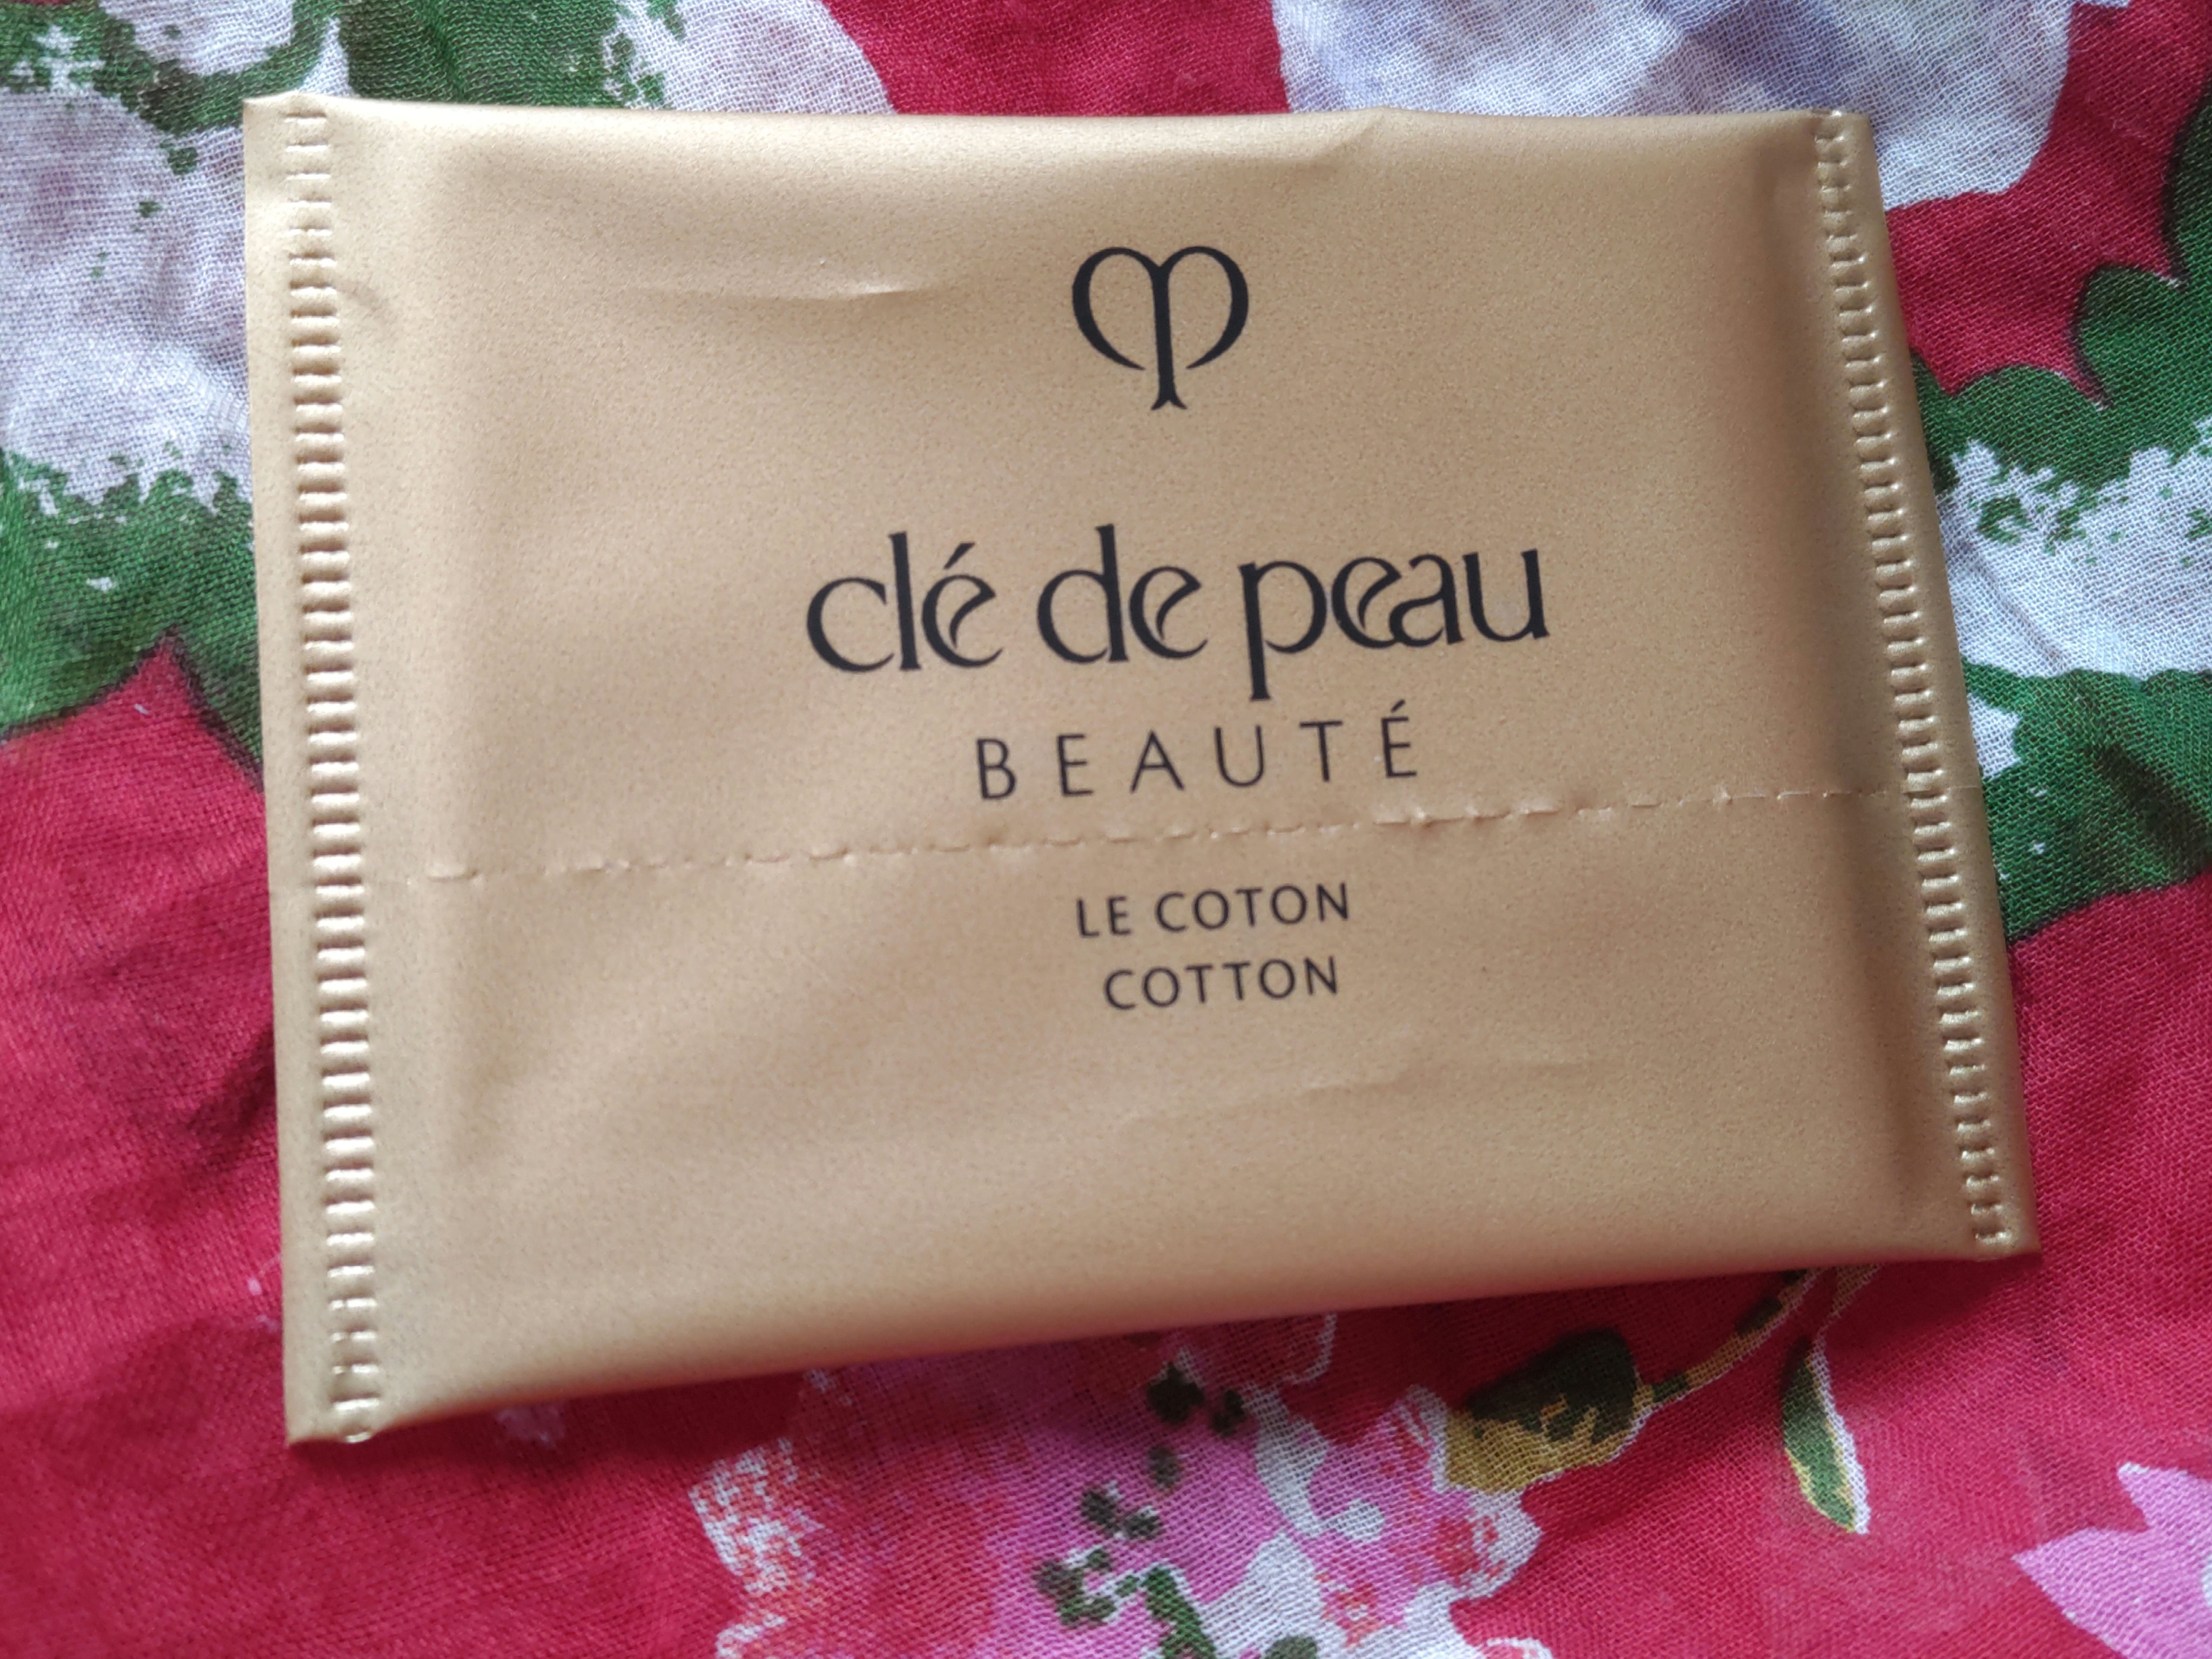 clé de peau
BEAUTÉ
LE COTON
COTTON